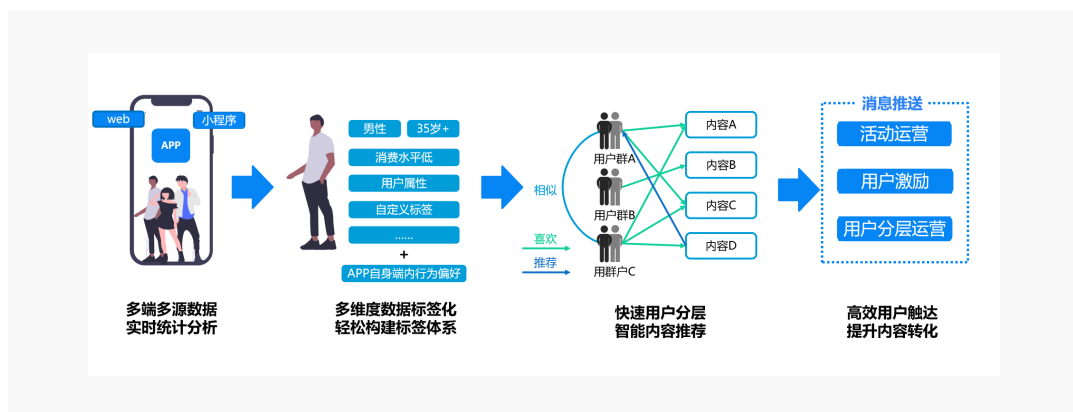 web
小程序
APP
多端多源数据
实时统计分析
男性
35岁+
消费水平低
用户属性
自定义标签
......
+
APP自身端内行为偏好
多维度数据标签化
轻松构建标签体系
用户群A
用户群B
用群户C
相似
喜欢
推荐
内容A
内容B
内容C
内容D
快速用户分层
智能内容推荐
消息推送
活动运营
用户激励
用户分层运营
高效用户触达
提升内容转化